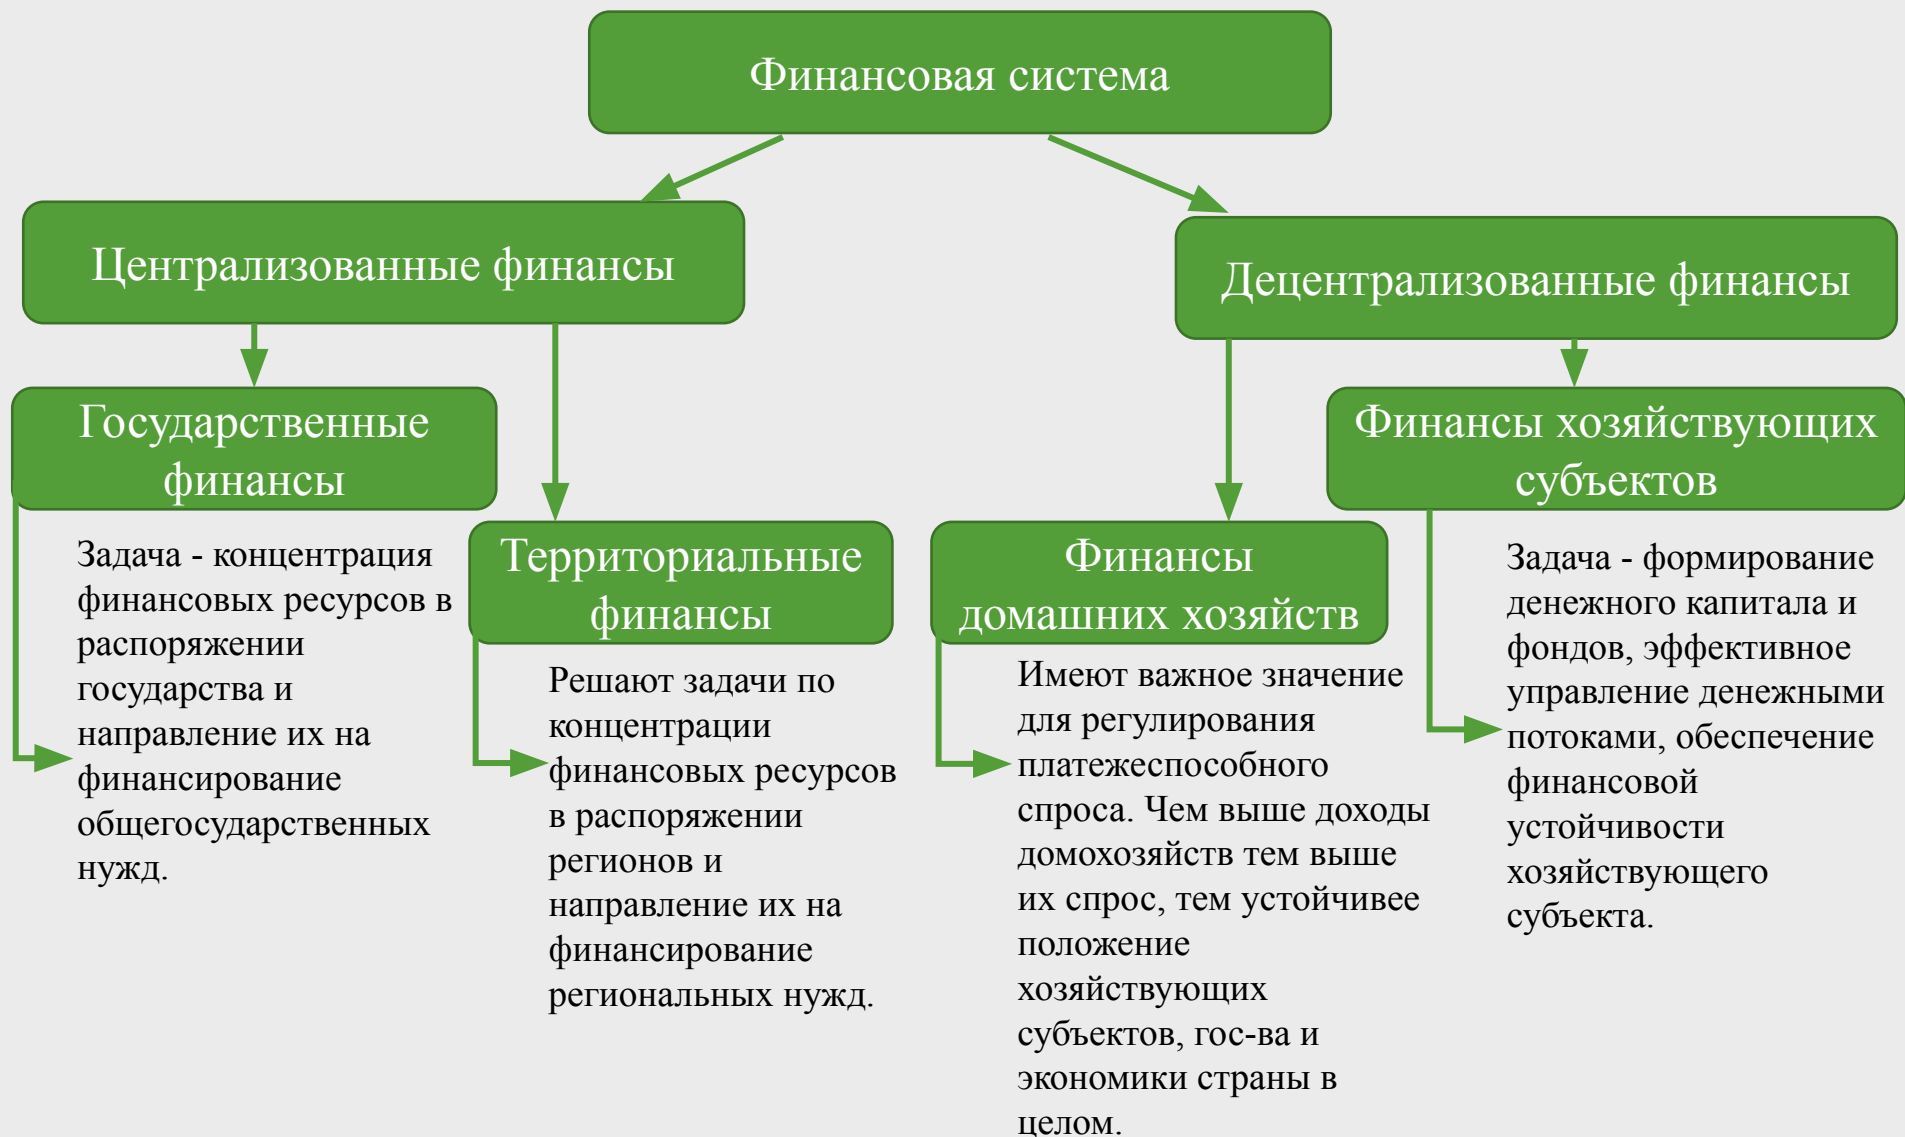 Финансовая система
Централизованные финансы
Децентрализованные финансы
Государственные
финансы
Задача - концентрация
финансовых ресурсов в
распоряжении
государства и
направление их на
финансирование
общегосударственных
нужд.
Территориальные
финансы
Решают задачи по
концентрации
финансовых ресурсов
в распоряжении
регионов и
направление их на
финансирование
региональных нужд.
Финансы
домашних хозяйств
Имеют важное значение
для регулирования
платежеспособного
спроса. Чем выше доходы
домохозяйств тем выше
их спрос, тем устойчивее
положение
хозяйствующих
субъектов, гос-ва и
экономики страны в
целом.
Финансы хозяйствующих
субъектов
Задача - формирование
денежного капитала и
фондов, эффективное
управление денежными
потоками, обеспечение
финансовой
устойчивости
хозяйствующего
субъекта.